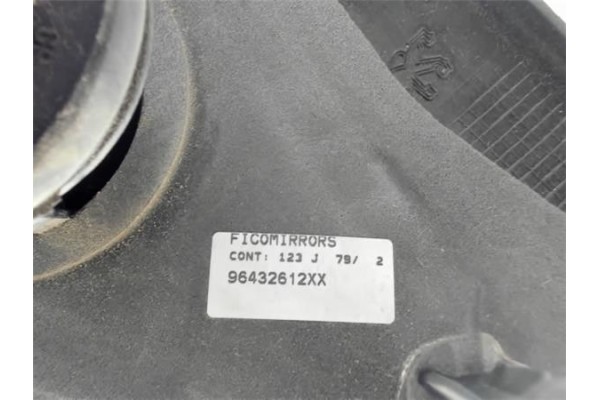 FICOMIRRORS
CONT: 123 J 79/ 2
96432612XX